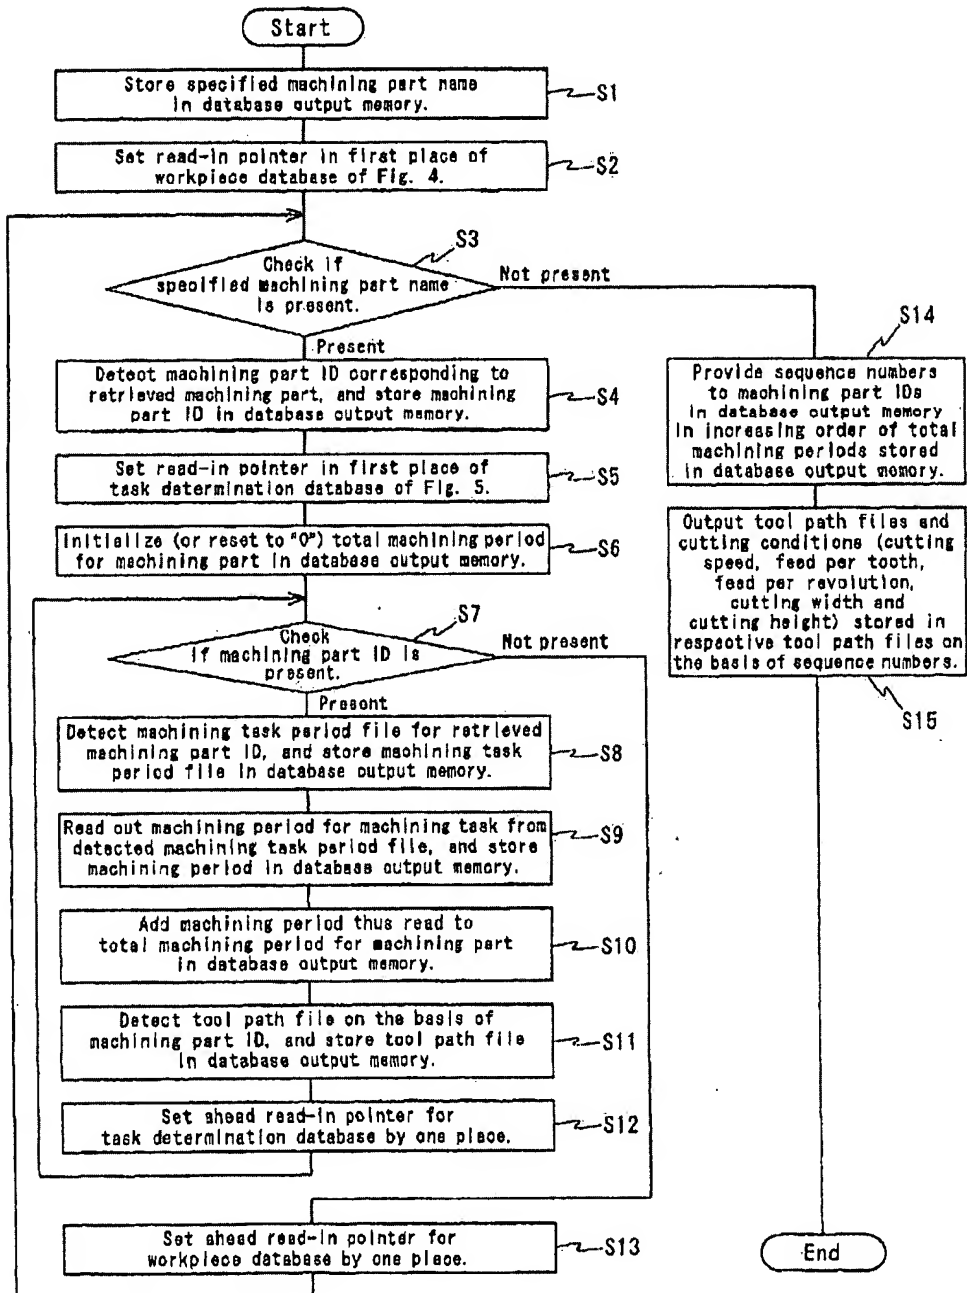 Start
Store specified machining part name
in database output memory.
S1
Set read-in pointer in first place of
workpiece database of Fig. 4.
S2
S3
Check if
specified machining part name
is present.
Not present
Present
Detect machining part ID corresponding to
retrieved machining part, and store machining
part ID in database output memory.
S4
Set read-in pointer in first place of
task determination database of Fig. 5.
S5
Initialize (or reset to "0") total machining period
for machining part in database output memory.
S6
S7
Check
if machining part ID is
present.
Not present
Present
Detect machining task period file for retrieved
machining part ID, and store machining task
period file in database output memory.
S8
Read out machining period for machining task from
detected machining task period file, and store
machining period in database output memory.
S9
Add machining period thus read to
total machining period for machining part
in database output memory.
S10
Detect tool path file on the basis of
machining part ID, and store tool path file
in database output memory.
S11
Set ahead read-in pointer for
task determination database by one place.
S12
Set ahead read-in pointer for
workpiece database by one place.
S13
S14
Provide sequence numbers
to machining part IDs
in database output memory
in increasing order of total
machining periods stored
in database output memory.
Output tool path files and
cutting conditions (cutting
speed, feed per tooth,
feed per revolution,
cutting width and
cutting height) stored in
respective tool path files on
the basis of sequence numbers.
S15
End